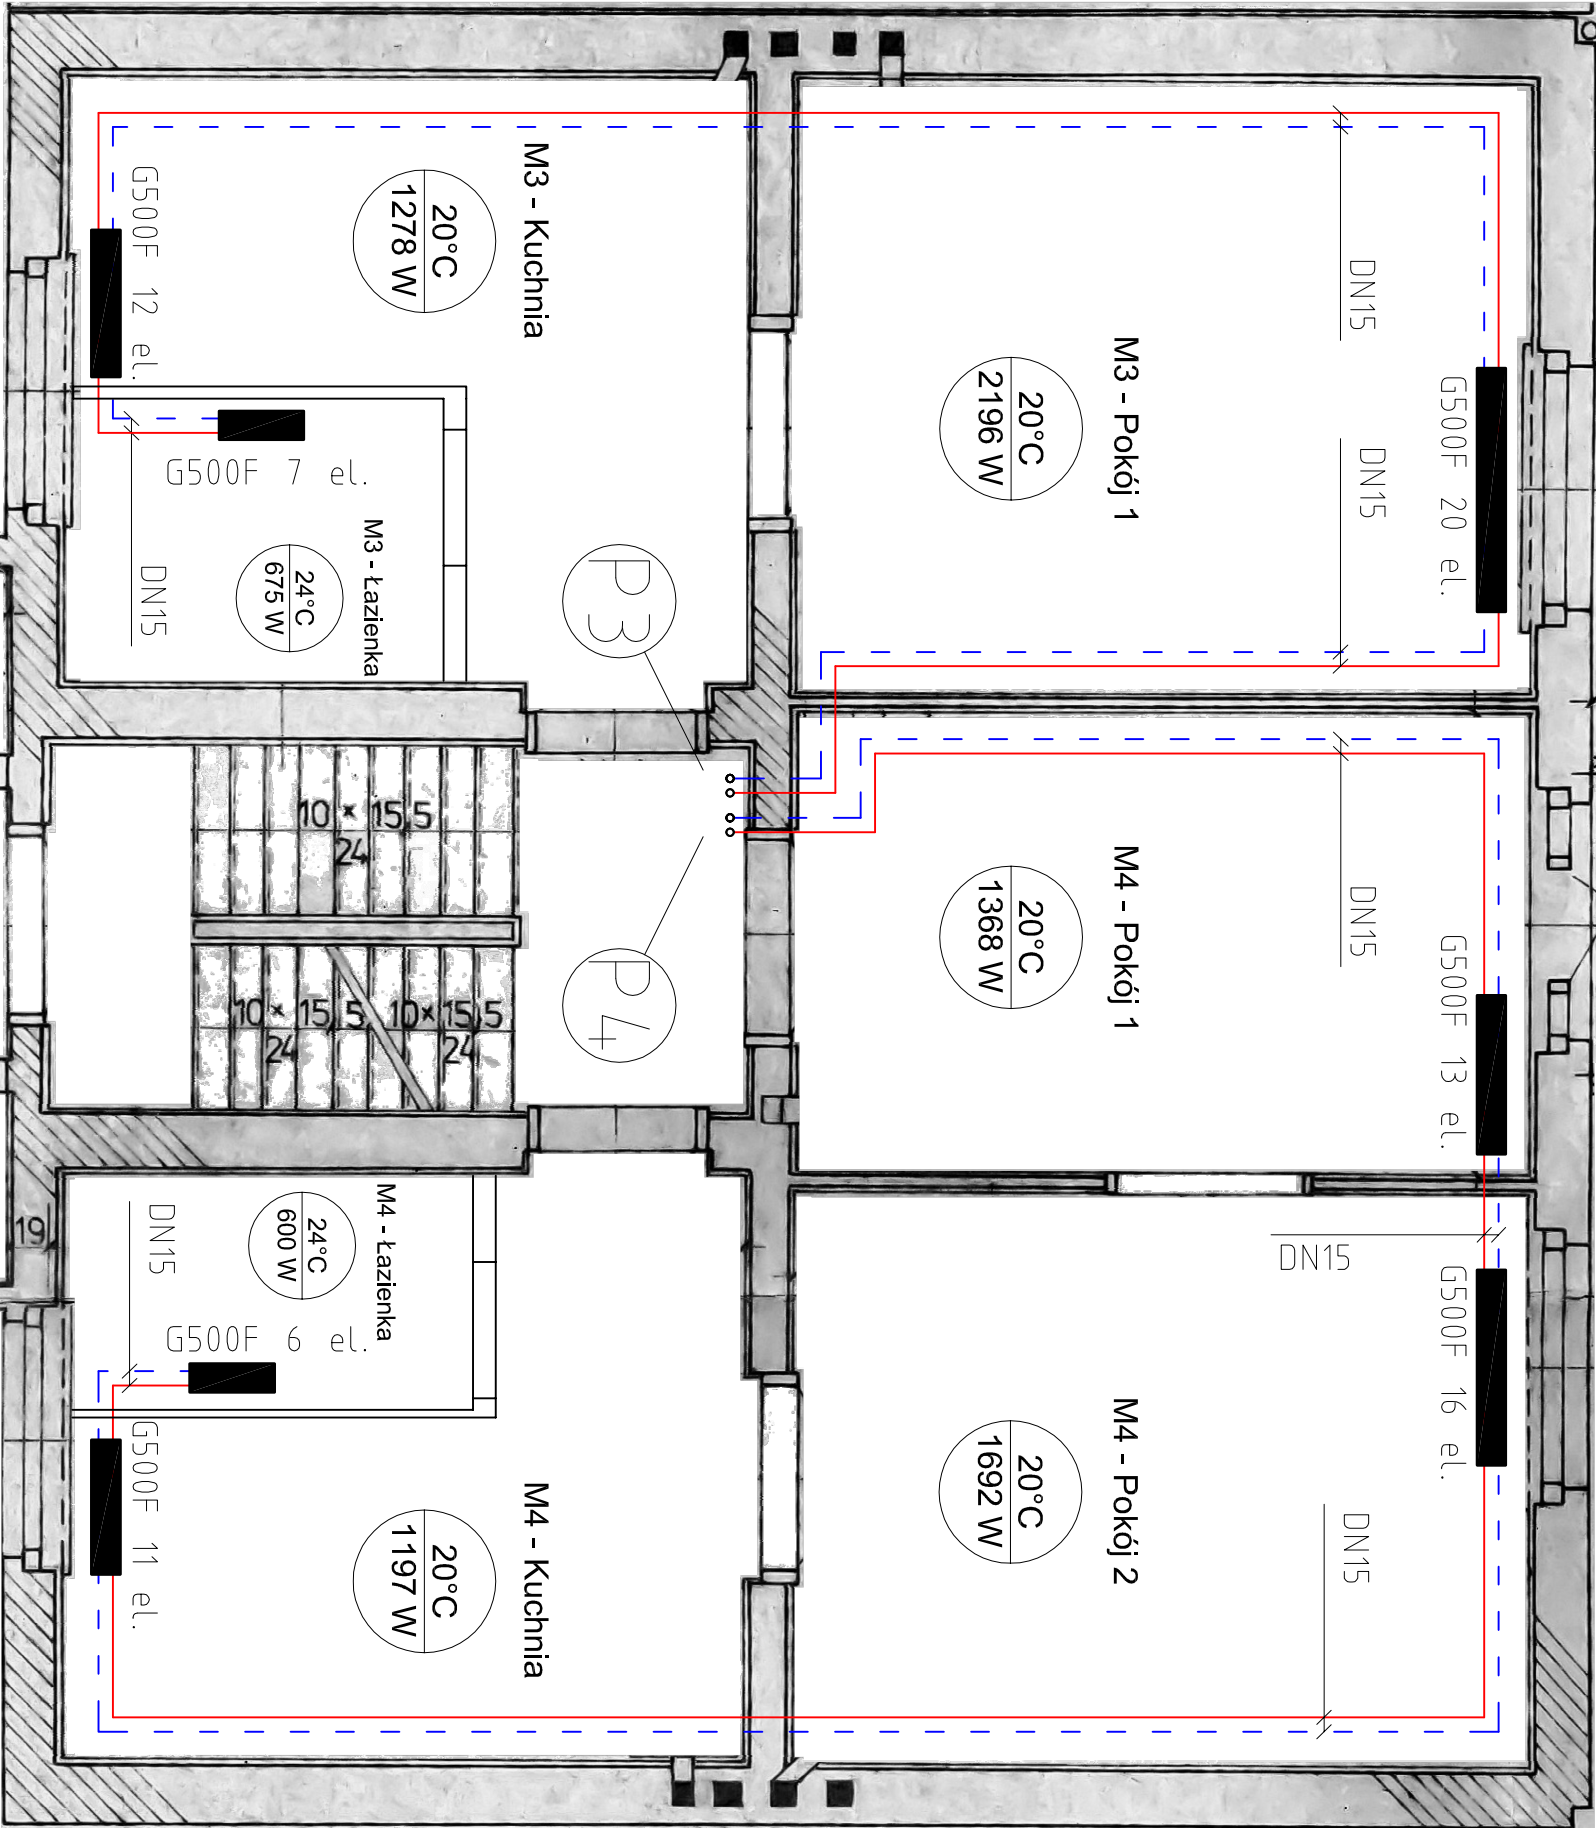 M3 - Kuchnia
20°C
1278 W
G500F 12 el.
G500F 7 el.
M3 - Łazienka
24°C
675 W
DN15
P3
M3 - Pokój 1
20°C
2196 W
DN15
DN15
G500F 20 el.
10 x 15,5
24
10 x 15,5
24
10 x 15,5
24
P4
M4 - Pokój 1
20°C
1368 W
DN15
G500F 13 el.
19
DN15
M4 - Łazienka
24°C
600 W
G500F 6 el.
G500F 11 el.
M4 - Kuchnia
20°C
1197 W
DN15
G500F 16 el.
M4 - Pokój 2
20°C
1692 W
DN15